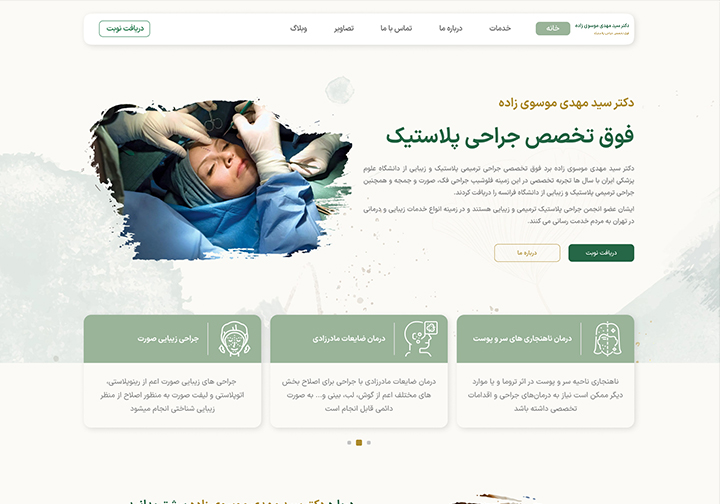 دکتر سید مهدی موسوی زاده
خانه
خدمات
درباره ما
تماس با ما
تصاویر
وبلاگ
دریافت نوبت
دکتر سید مهدی موسوی زاده
فوق تخصص جراحی پلاستیک
دکتر سید مهدی موسوی زاده برد فوق تخصصی جراحی ترمیمی پلاستیک و زیبایی از دانشگاه علوم
پزشکی ایران با سال ها تجربه تخصصی در این زمینه فلوشیپ جراحی فک، صورت و جمجمه و همچنین
جراحی ترمیمی پلاستیک و زیبایی از دانشگاه فرانسه را دریافت کردند.
ایشان عضو انجمن جراحی پلاستیک ترمیمی و زیبایی هستند و در زمینه انواع خدمات زیبایی و درمانی
در تهران به مردم خدمت رسانی می کنند.
دریافت نوبت
درباره ما
درمان ناهنجاری های سر و پوست
ناهنجاری ناحیه سر و پوست در اثر تروما و یا موارد
دیگر ممکن است نیاز به درمان‌های جراحی و اقدامات
تخصصی داشته باشد
درمان ضایعات مادرزادی
درمان ضایعات مادرزادی با جراحی برای اصلاح بخش
های مختلف اعم از گوش، لب، بینی و... به صورت
دائمی قابل انجام است
جراحی زیبایی صورت
جراحی های زیبایی صورت اعم از رینوپلاستی،
اتوپلاستی و لیفت صورت به منظور اصلاح از منظر
زیبایی شناختی انجام میشود